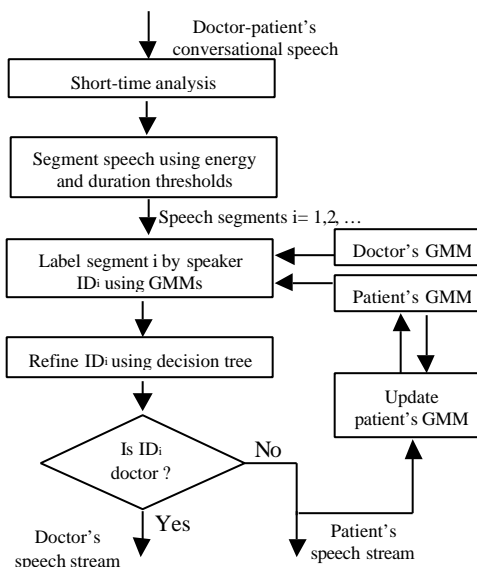 Doctor-patient's
conversational speech
Short-time analysis
Segment speech using energy
and duration thresholds
Speech segments i= 1,2, …
Label segment i by speaker
IDi using GMMs
Doctor's GMM
Patient's GMM
Refine IDi using decision tree
Update
patient's GMM
Is IDi
doctor ?
No
Yes
Doctor's
speech stream
Patient's
speech stream